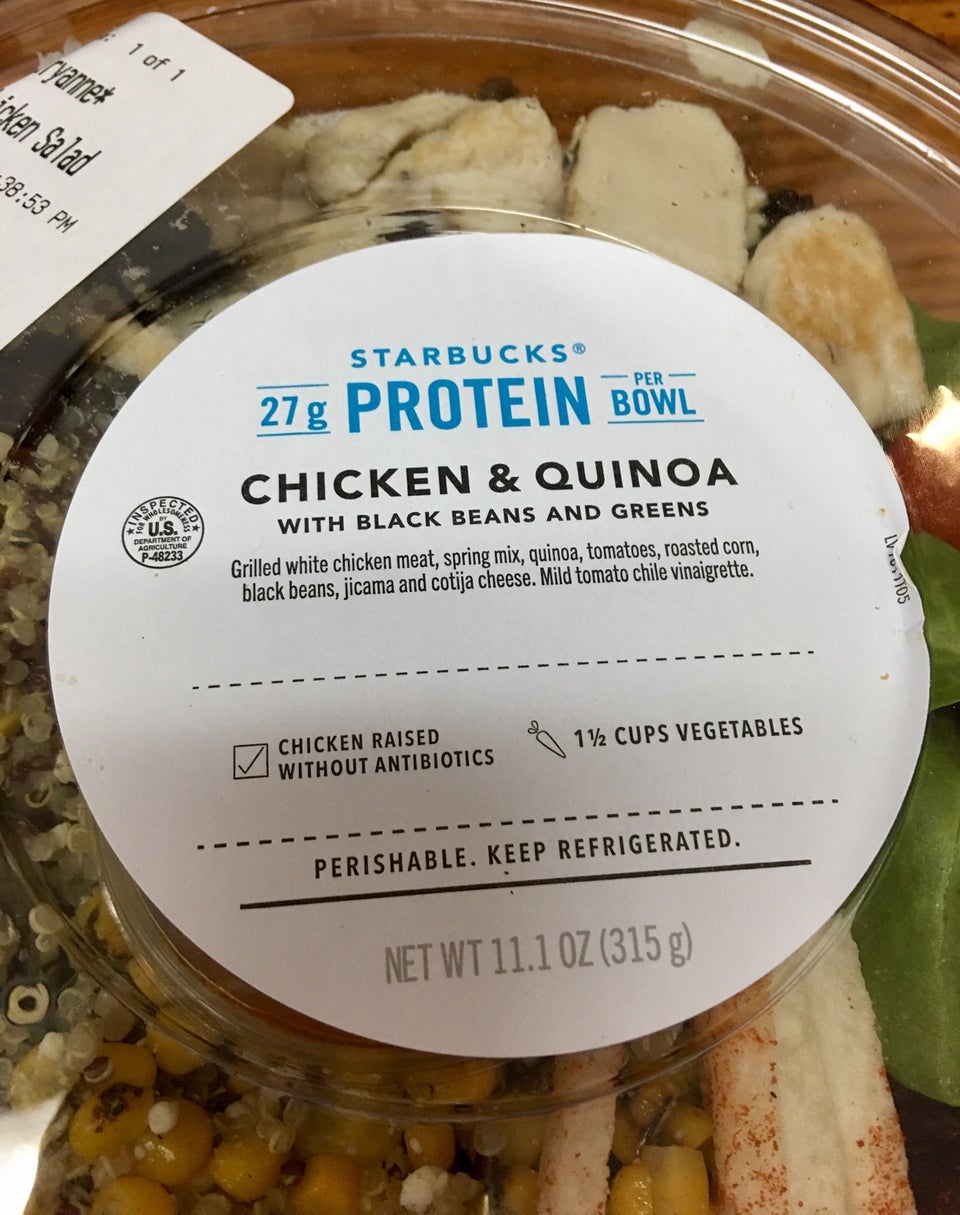 1 of 1
Salad
38:53 PM
STARBUCKS®
27g PROTEIN PER BOWL
CHICKEN & QUINOA
WITH BLACK BEANS AND GREENS
INSPECTED
FOR WHOLESOMENESS
BY
U.S.
DEPARTMENT OF
AGRICULTURE
P-48233
Grilled white chicken meat, spring mix, quinoa, tomatoes, roasted corn,
black beans, jicama and cotija cheese. Mild tomato chile vinaigrette.
CHICKEN RAISED
WITHOUT ANTIBIOTICS
1½ CUPS VEGETABLES
PERISHABLE. KEEP REFRIGERATED.
NET WT 11.1 OZ (315 g)